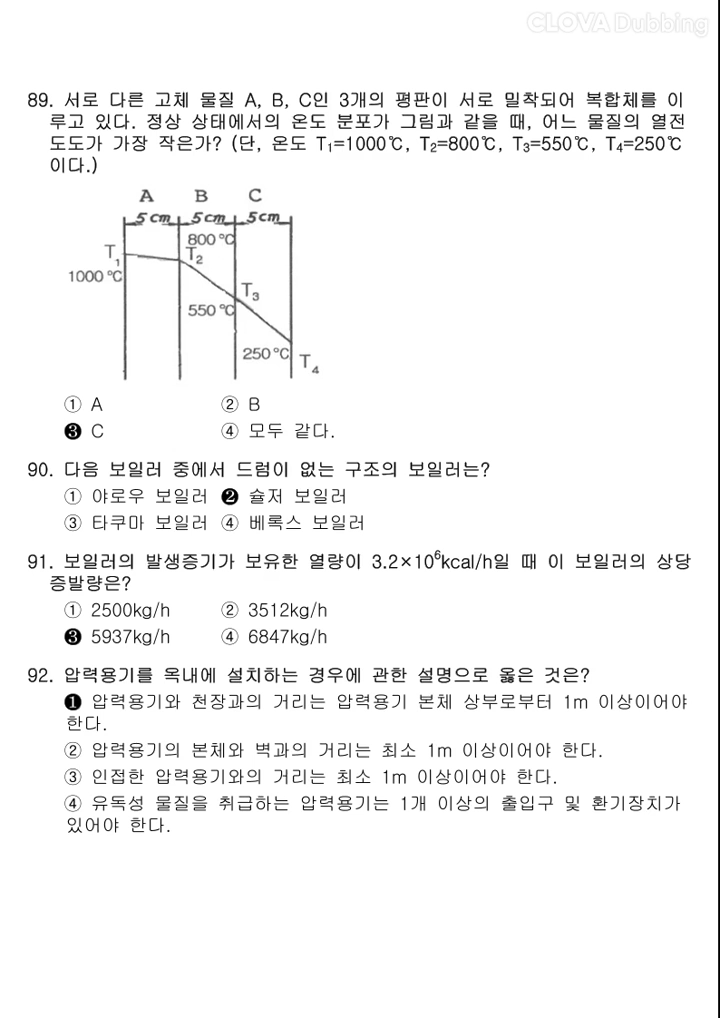 CLOVA Dubbing
89. 서로 다른 고체 물질 A, B, C인 3개의 평판이 서로 밀착되어 복합체를 이
루고 있다. 정상 상태에서의 온도 분포가 그림과 같을 때, 어느 물질의 열전
도도가 가장 작은가? (단, 온도 T₁=1000℃, T₂=800℃, T₃=550℃, T₄=250℃
이다.)
A B C
5 cm 5 cm 5 cm
800 ℃
T₁ T₂
1000 ℃
T₃
550 ℃
250 ℃ T₄
① A ② B
❸ C ④ 모두 같다.
90. 다음 보일러 중에서 드럼이 없는 구조의 보일러는?
① 야로우 보일러 ❷ 슐저 보일러
③ 타쿠마 보일러 ④ 베록스 보일러
91. 보일러의 발생증기가 보유한 열량이 3.2×10⁶kcal/h일 때 이 보일러의 상당
증발량은?
① 2500kg/h ② 3512kg/h
❸ 5937kg/h ④ 6847kg/h
92. 압력용기를 옥내에 설치하는 경우에 관한 설명으로 옳은 것은?
❶ 압력용기와 천장과의 거리는 압력용기 본체 상부로부터 1m 이상이어야
한다.
② 압력용기의 본체와 벽과의 거리는 최소 1m 이상이어야 한다.
③ 인접한 압력용기와의 거리는 최소 1m 이상이어야 한다.
④ 유독성 물질을 취급하는 압력용기는 1개 이상의 출입구 및 환기장치가
있어야 한다.